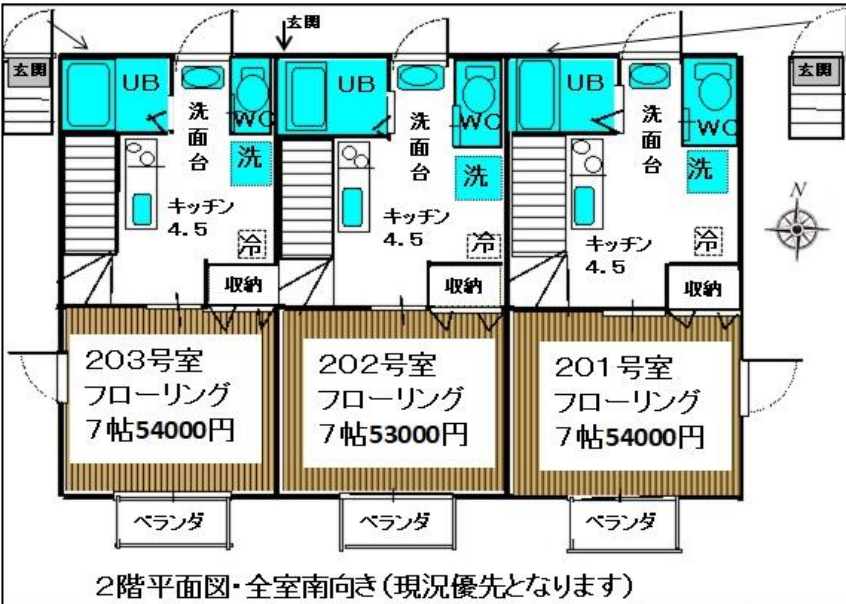 玄関
玄関
玄関
UB
UB
UB
WC
WC
WC
洗面台
洗面台
洗面台
洗
洗
洗
N
キッチン
4.5
キッチン
4.5
キッチン
4.5
冷
冷
冷
収納
収納
収納
203号室
フローリング
7帖54000円
202号室
フローリング
7帖53000円
201号室
フローリング
7帖54000円
ベランダ
ベランダ
ベランダ
2階平面図・全室南向き(現況優先となります)